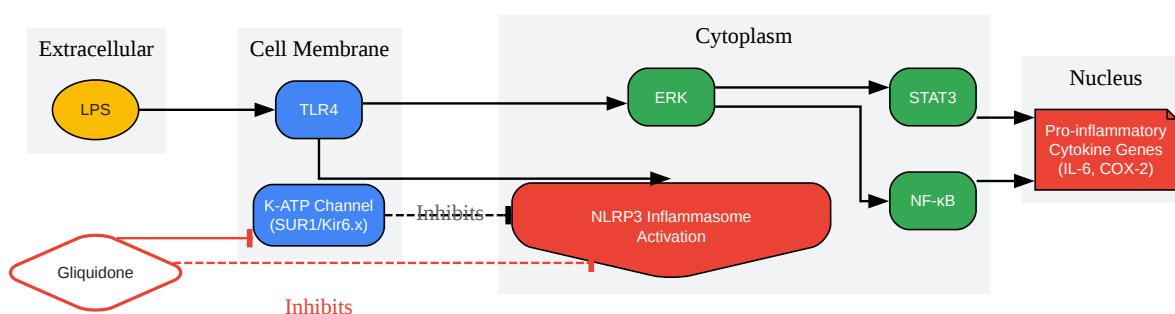 Extracellular
Cell Membrane
Cytoplasm
Nucleus
LPS
TLR4
ERK
STAT3
Pro-inflammatory
Cytokine Genes
(IL-6, COX-2)
K-ATP Channel
(SUR1/Kir6.x)
Inhibits
NLRP3 Inflammasome
Activation
NF-κB
Gliquidone
Inhibits